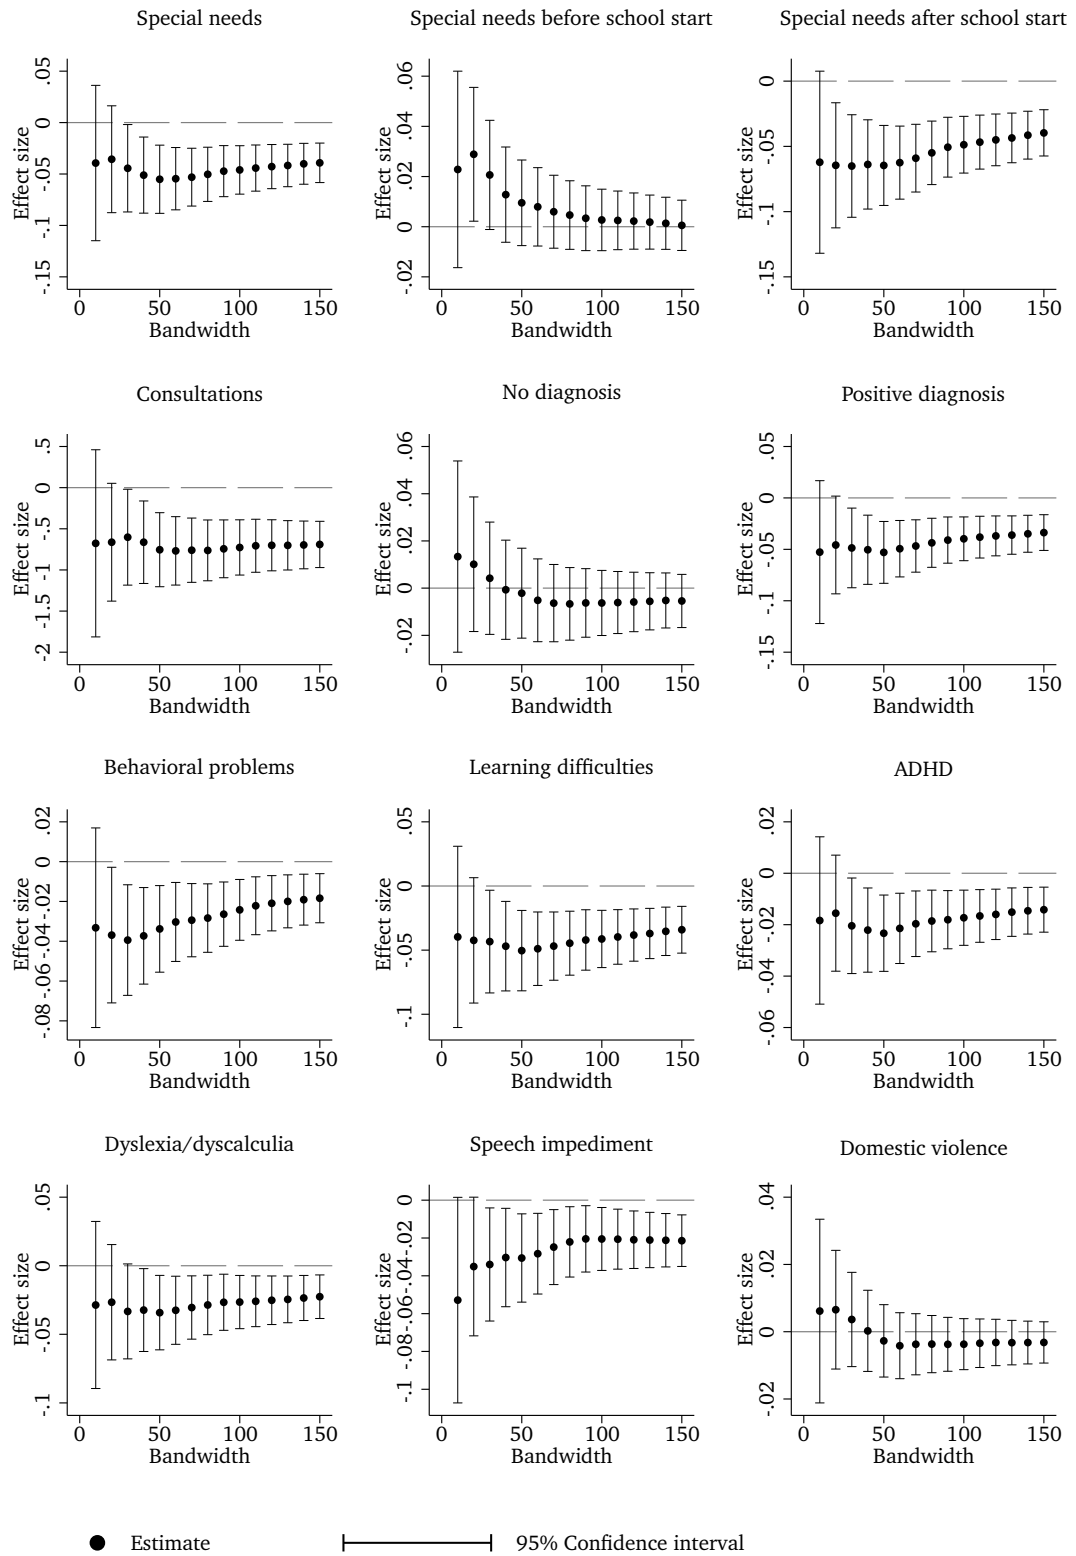 Special needs
Special needs before school start
Special needs after school start
Effect size
.05
0
-.05
-.1
-.15
0 50 100 150
Bandwidth
Effect size
.06
.04
.02
0
-.02
0 50 100 150
Bandwidth
Effect size
0
-.05
-.1
-.15
0 50 100 150
Bandwidth
Consultations
No diagnosis
Positive diagnosis
Effect size
.5
0
-.5
-1
-1.5
-2
0 50 100 150
Bandwidth
Effect size
.06
.04
.02
0
-.02
0 50 100 150
Bandwidth
Effect size
.05
0
-.05
-.1
-.15
0 50 100 150
Bandwidth
Behavioral problems
Learning difficulties
ADHD
Effect size
.02
0
-.02
-.04
-.06
-.08
0 50 100 150
Bandwidth
Effect size
.05
0
-.05
-.1
0 50 100 150
Bandwidth
Effect size
.02
0
-.02
-.04
-.06
0 50 100 150
Bandwidth
Dyslexia/dyscalculia
Speech impediment
Domestic violence
Effect size
.05
0
-.05
-.1
0 50 100 150
Bandwidth
Effect size
0
-.02
-.04
-.06
-.08
-.1
0 50 100 150
Bandwidth
Effect size
.04
.02
0
-.02
0 50 100 150
Bandwidth
Estimate
95% Confidence interval